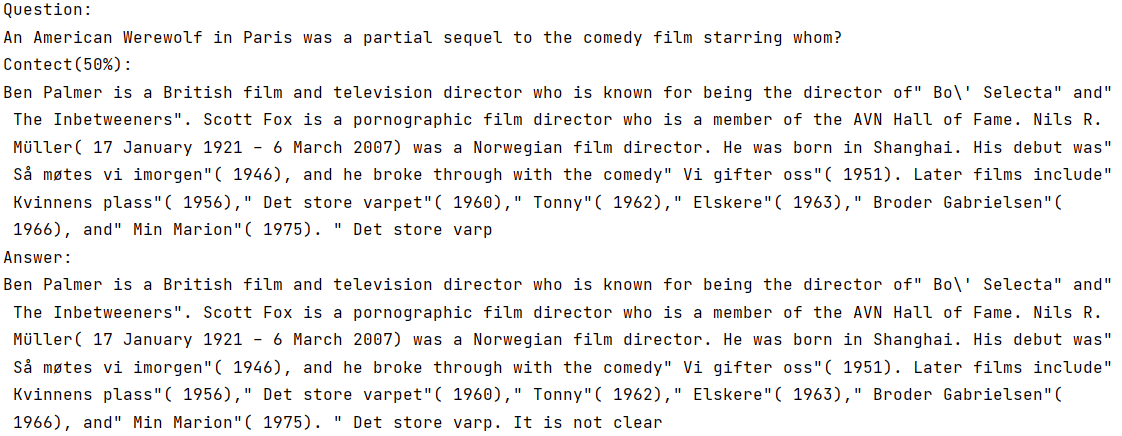 Question:
An American Werewolf in Paris was a partial sequel to the comedy film starring whom?
Contect(50%):
Ben Palmer is a British film and television director who is known for being the director of" Bo\' Selecta" and"
The Inbetweeners". Scott Fox is a pornographic film director who is a member of the AVN Hall of Fame. Nils R.
Müller( 17 January 1921 – 6 March 2007) was a Norwegian film director. He was born in Shanghai. His debut was"
Så møtes vi imorgen"( 1946), and he broke through with the comedy" Vi gifter oss"( 1951). Later films include"
Kvinnens plass"( 1956)," Det store varpet"( 1960)," Tonny"( 1962)," Elskere"( 1963)," Broder Gabrielsen"(
1966), and" Min Marion"( 1975). " Det store varp
Answer:
Ben Palmer is a British film and television director who is known for being the director of" Bo\' Selecta" and"
The Inbetweeners". Scott Fox is a pornographic film director who is a member of the AVN Hall of Fame. Nils R.
Müller( 17 January 1921 – 6 March 2007) was a Norwegian film director. He was born in Shanghai. His debut was"
Så møtes vi imorgen"( 1946), and he broke through with the comedy" Vi gifter oss"( 1951). Later films include"
Kvinnens plass"( 1956)," Det store varpet"( 1960)," Tonny"( 1962)," Elskere"( 1963)," Broder Gabrielsen"(
1966), and" Min Marion"( 1975). " Det store varp. It is not clear